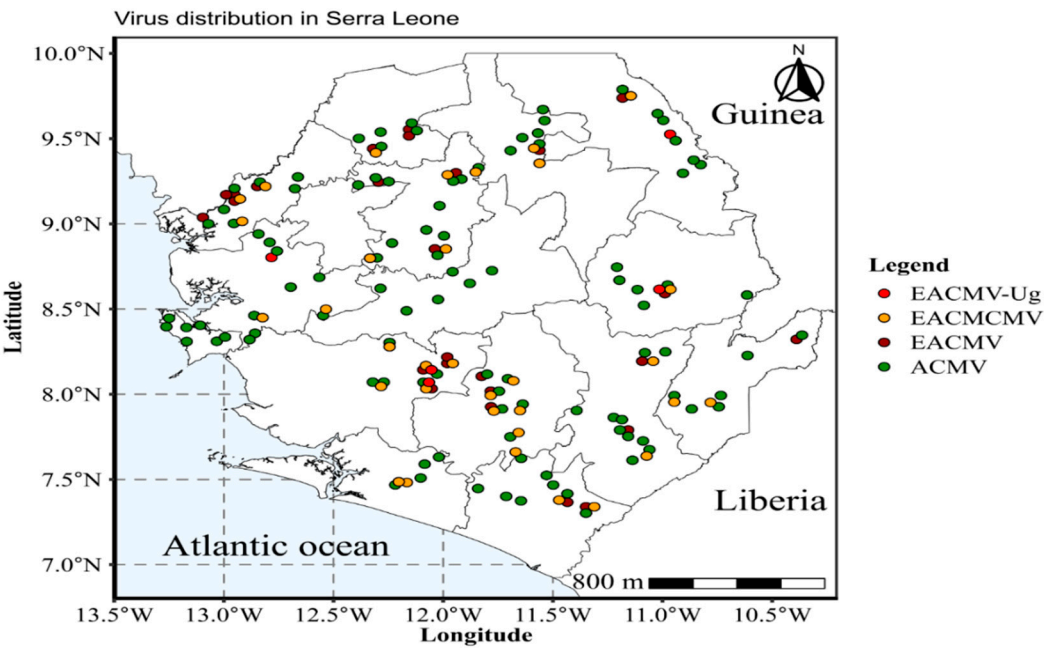 Virus distribution in Serra Leone
10.0°N
9.5°N
9.0°N
8.5°N
8.0°N
7.5°N
7.0°N
Latitude
N
Guinea
Liberia
Atlantic ocean
800 m
13.5°W 13.0°W 12.5°W 12.0°W 11.5°W 11.0°W 10.5°W
Longitude
Legend
EACMV-Ug
EACMCMV
EACMV
ACMV